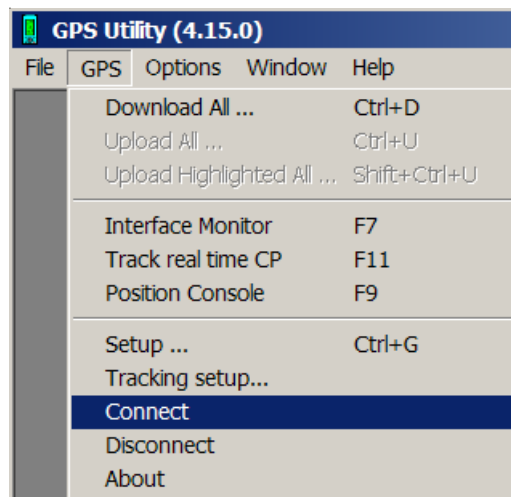 GPS Utility (4.15.0)
File GPS Options Window Help
Download All ... Ctrl+D
Upload All ... Ctrl+U
Upload Highlighted All ... Shift+Ctrl+U
Interface Monitor F7
Track real time CP F11
Position Console F9
Setup ... Ctrl+G
Tracking setup...
Connect
Disconnect
About